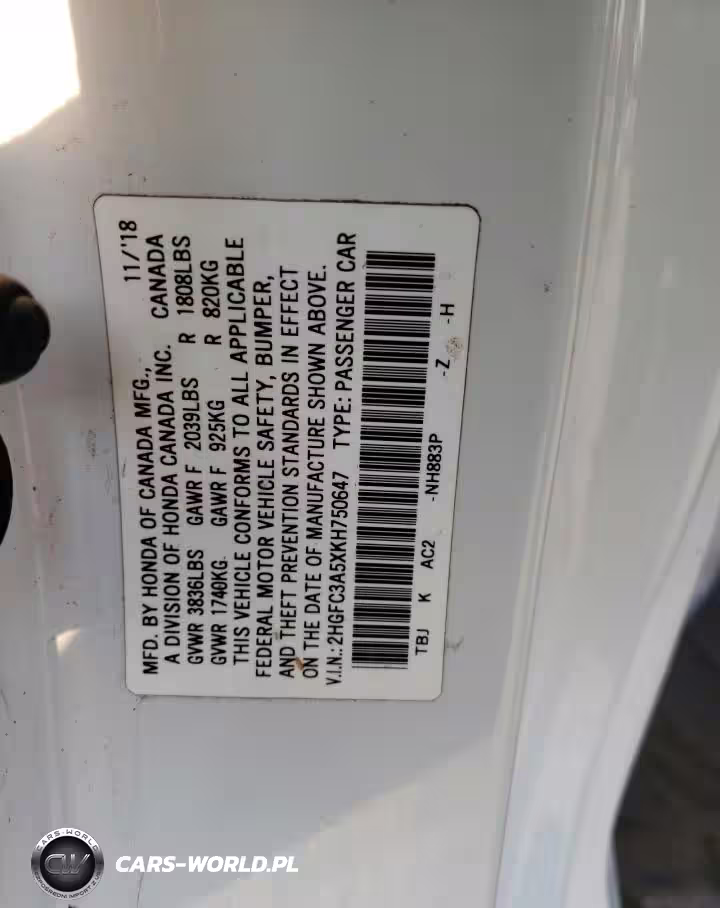 MFD. BY HONDA OF CANADA MFG., 11/'18
A DIVISION OF HONDA CANADA INC. CANADA
GVWR 3836LBS GAWR F 2039LBS R 1808LBS
GVWR 1740KG. GAWR F 925KG R 820KG
THIS VEHICLE CONFORMS TO ALL APPLICABLE
FEDERAL MOTOR VEHICLE SAFETY, BUMPER,
AND THEFT PREVENTION STANDARDS IN EFFECT
ON THE DATE OF MANUFACTURE SHOWN ABOVE.
V.I.N.: 2HGFC3A5XKH750647 TYPE: PASSENGER CAR
TBJ K AC2 -NH883P -Z -H
CARS-WORLD
CW
CARS-WORLD.PL